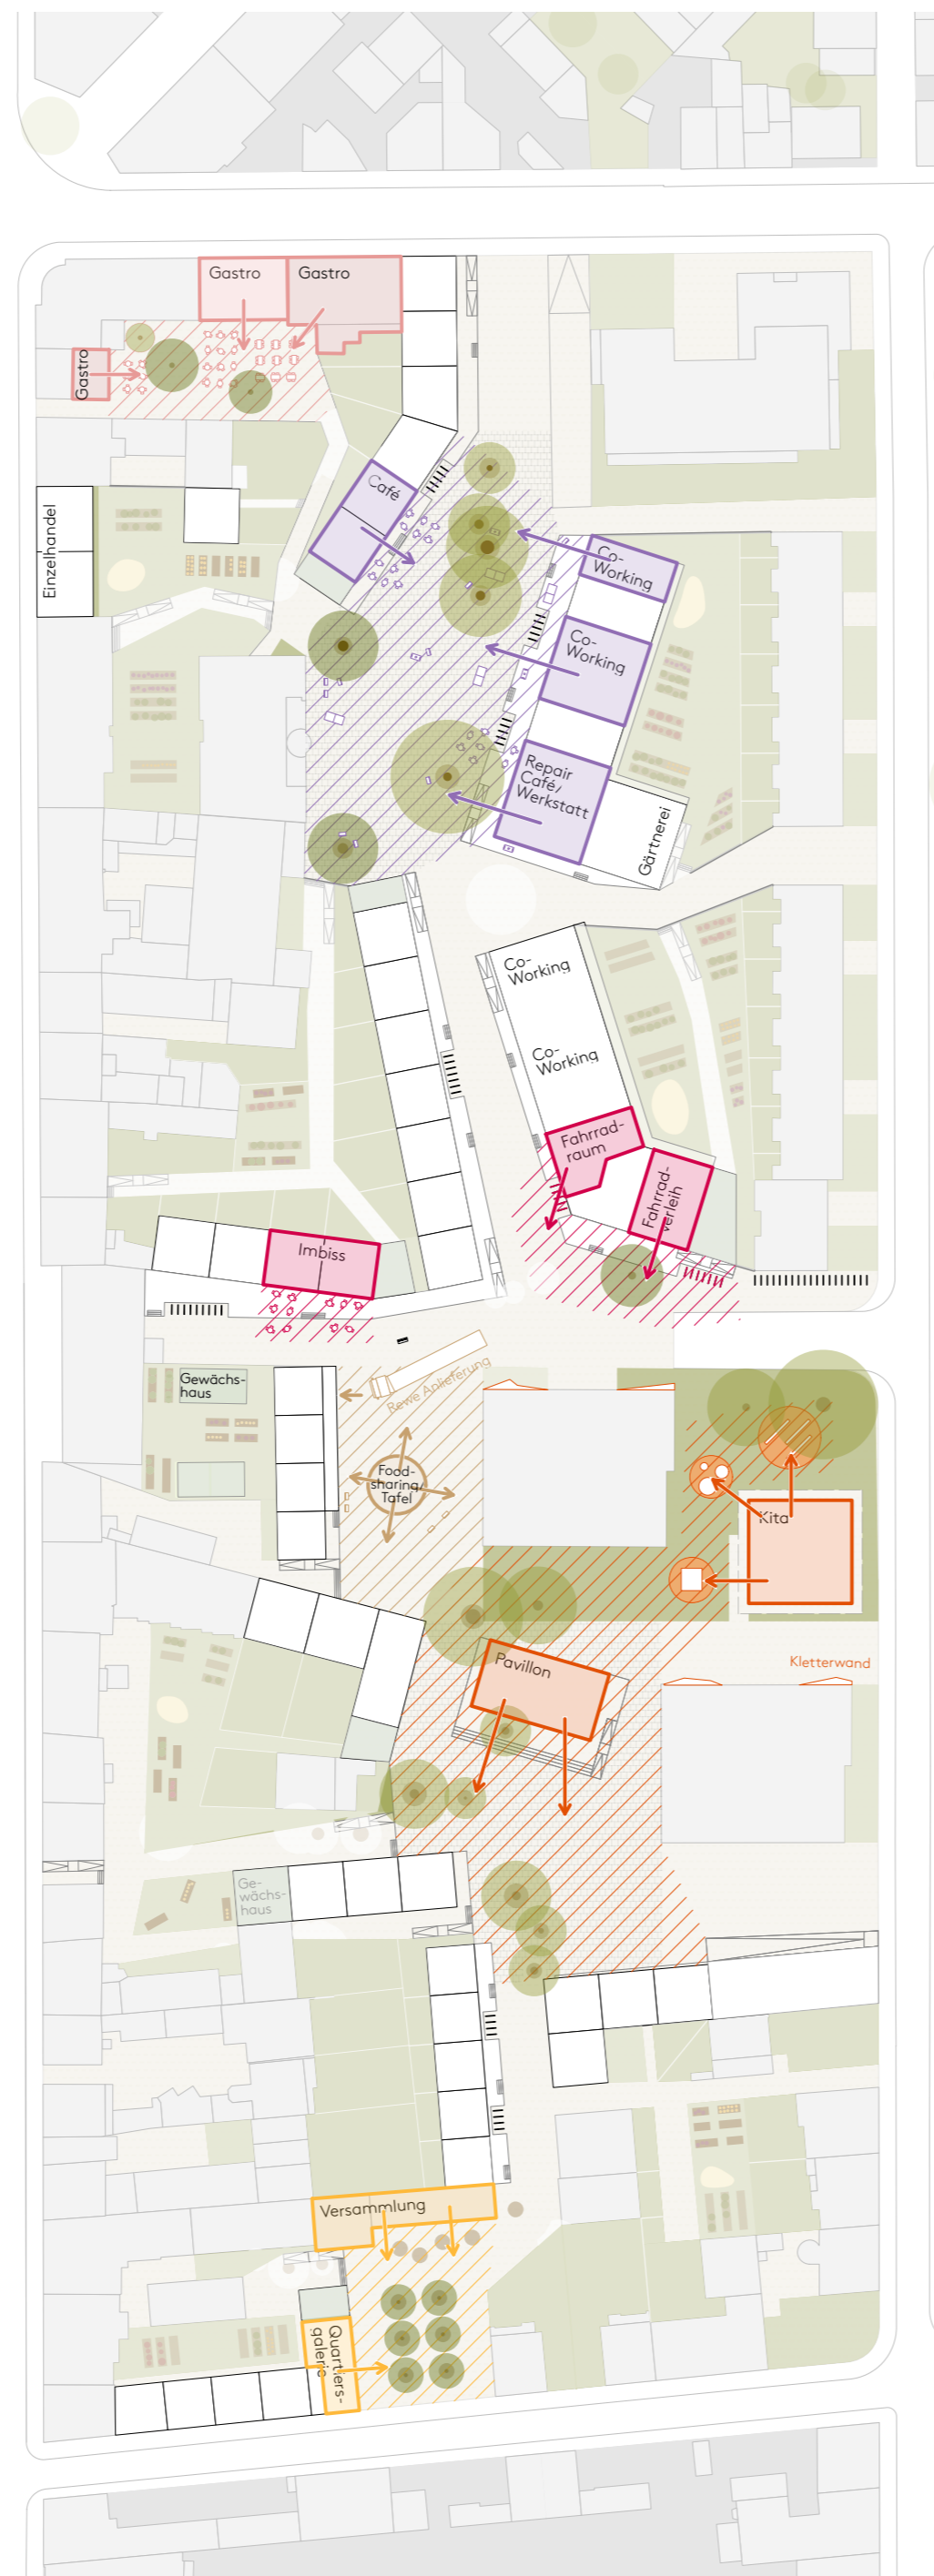 Gastro
Gastro
Gastro
Café
Einzelhandel
Co-
Working
Co-
Working
Repair
Café/
Werkstatt
Gärtnerei
Co-
Working
Co-
Working
Fahrrad-
raum
Fahrrad-
verleih
Imbiss
Rewe Anlieferung
Gewächs-
haus
Food-
sharing/
Tafel
Kita
Kletterwand
Pavillon
Ge-
wächs-
haus
Versammlung
Quartiers-
galerie